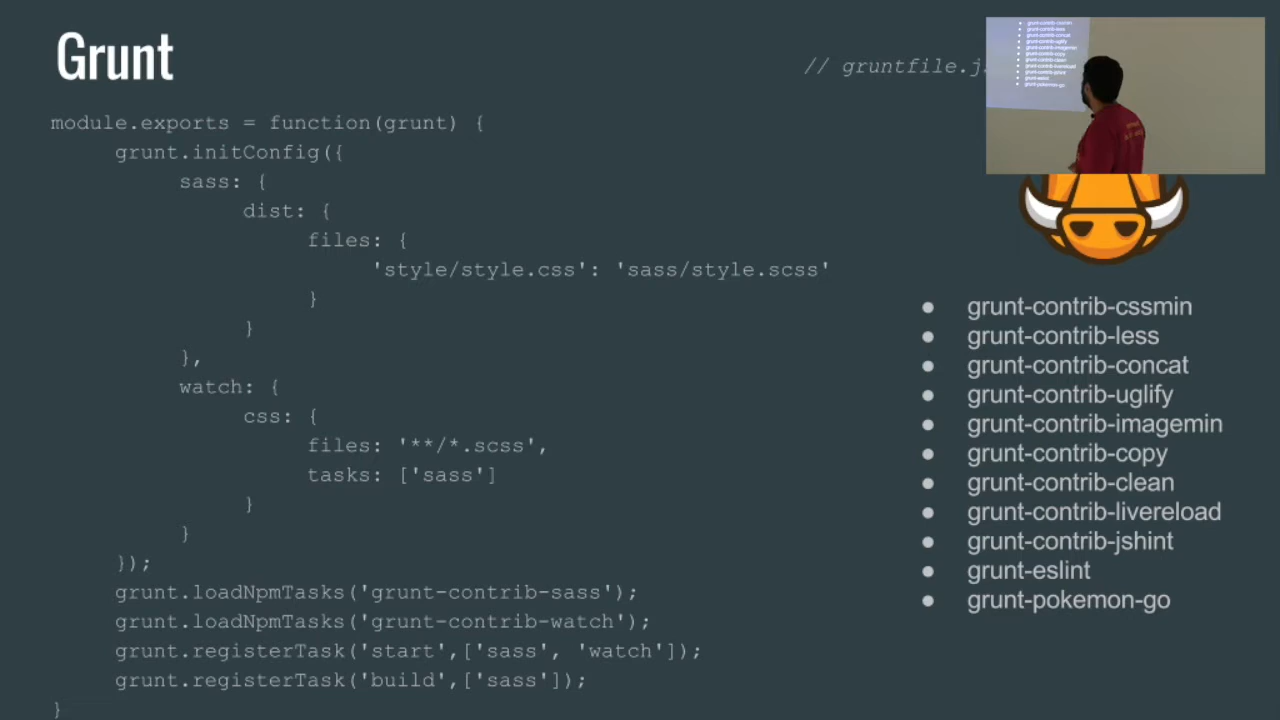 Grunt
// gruntfile.j
module.exports = function(grunt) {
grunt.initConfig({
sass: {
dist: {
files: {
'style/style.css': 'sass/style.scss'
}
}
},
watch: {
css: {
files: '**/*.scss',
tasks: ['sass']
}
}
});
grunt.loadNpmTasks('grunt-contrib-sass');
grunt.loadNpmTasks('grunt-contrib-watch');
grunt.registerTask('start',['sass', 'watch']);
grunt.registerTask('build',['sass']);
}
● grunt-contrib-cssmin
● grunt-contrib-less
● grunt-contrib-concat
● grunt-contrib-uglify
● grunt-contrib-imagemin
● grunt-contrib-copy
● grunt-contrib-clean
● grunt-contrib-livereload
● grunt-contrib-jshint
● grunt-eslint
● grunt-pokemon-go